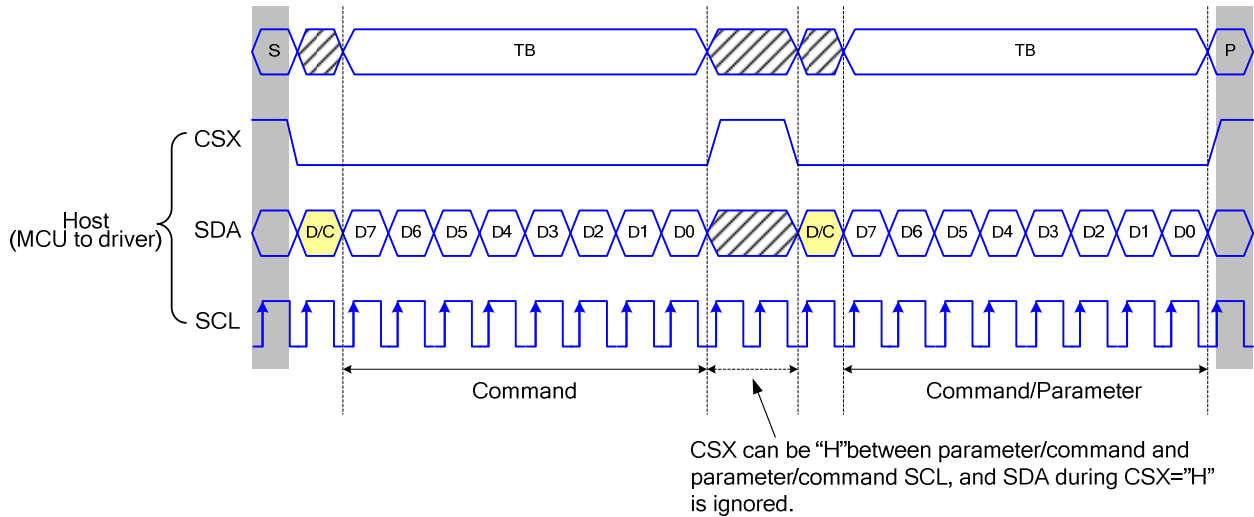 S TB TB P
CSX
Host
(MCU to driver)
SDA D/C D7 D6 D5 D4 D3 D2 D1 D0 D/C D7 D6 D5 D4 D3 D2 D1 D0
SCL
Command Command/Parameter
CSX can be “H”between parameter/command and
parameter/command SCL, and SDA during CSX=”H”
is ignored.